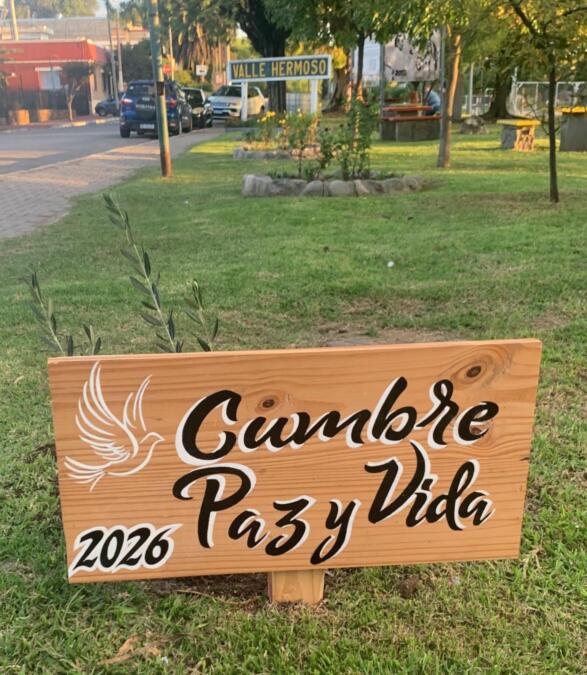 VALLE HERMOSO
Cumbre
Paz y Vida
2026